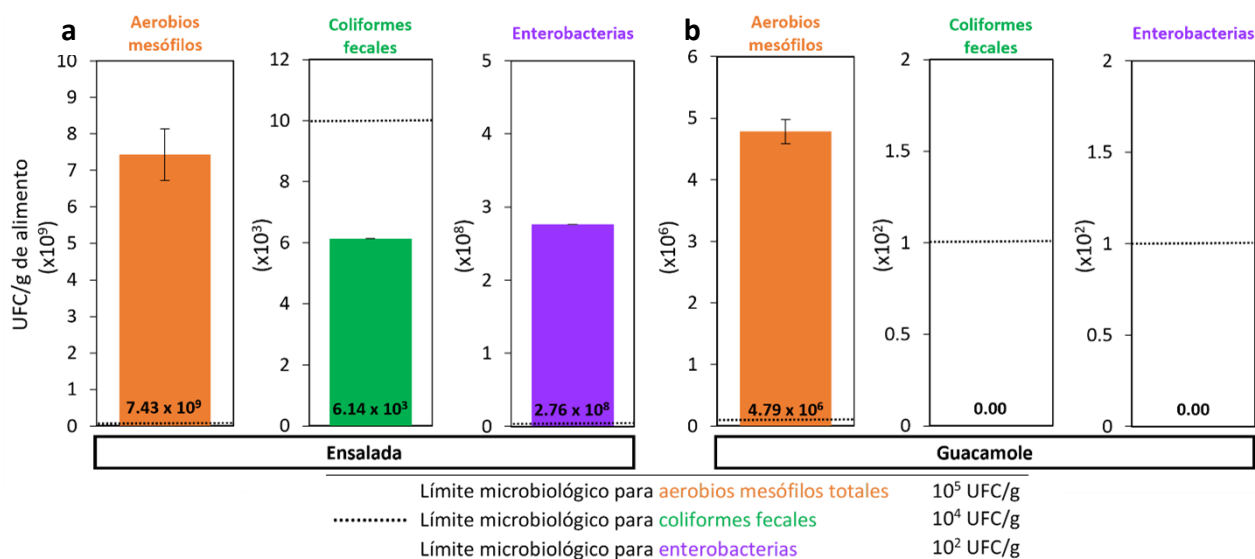 a
Aerobios
mesófilos
Coliformes
fecales
Enterobacterias
UFC/g de alimento
(x10⁹)
10
9
8
7
6
5
4
3
2
1
0
7.43 x 10⁹
(x10³)
12
10
8
6
4
2
0
6.14 x 10³
(x10⁸)
5
4
3
2
1
0
2.76 x 10⁸
Ensalada
b
Aerobios
mesófilos
Coliformes
fecales
Enterobacterias
(x10⁶)
6
5
4
3
2
1
0
4.79 x 10⁶
(x10²)
2
1.5
1
0.5
0
0.00
(x10²)
2
1.5
1
0.5
0
0.00
Guacamole
Límite microbiológico para aerobios mesófilos totales 10⁵ UFC/g
Límite microbiológico para coliformes fecales 10⁴ UFC/g
Límite microbiológico para enterobacterias 10² UFC/g